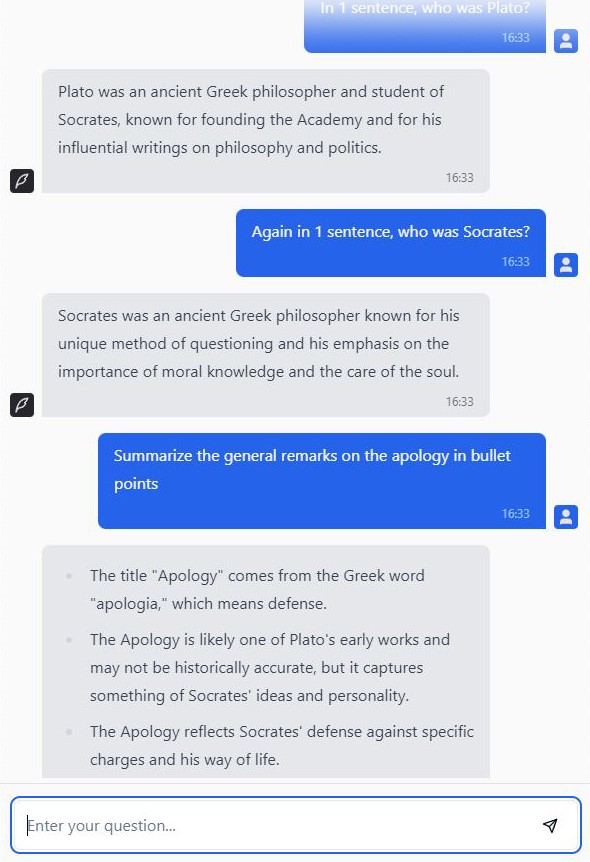 In 1 sentence, who was Plato?
16:33
Plato was an ancient Greek philosopher and student of
Socrates, known for founding the Academy and for his
influential writings on philosophy and politics.
16:33
Again in 1 sentence, who was Socrates?
16:33
Socrates was an ancient Greek philosopher known for his
unique method of questioning and his emphasis on the
importance of moral knowledge and the care of the soul.
16:33
Summarize the general remarks on the apology in bullet
points
16:33
The title "Apology" comes from the Greek word
"apologia," which means defense.
The Apology is likely one of Plato's early works and
may not be historically accurate, but it captures
something of Socrates' ideas and personality.
The Apology reflects Socrates' defense against specific
charges and his way of life.
Enter your question...